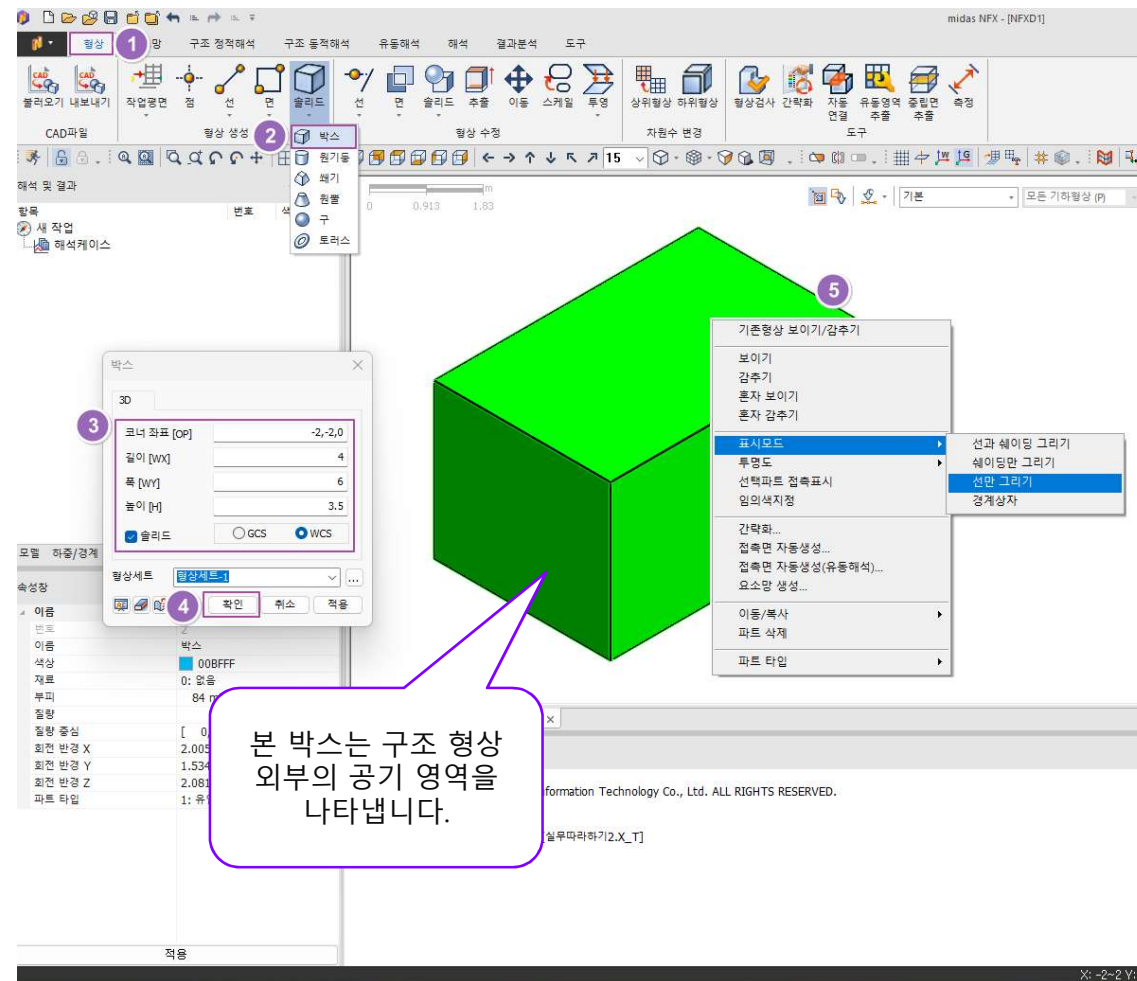 midas NFX - [NFXD1]
형상 1 망 구조 정적해석 구조 동적해석 유동해석 해석 결과분석 도구
CAD CAD
불러오기 내보내기 작업평면 점 선 면 솔리드 선 면 솔리드 추출 이동 스케일 투영 상위형상 하위형상 형상검사 간략화 자동 연결 유동영역 추출 중립면 추출 측정
CAD파일 형상 생성 형상 수정 자원수 변경 도구
2 박스
원기둥
쐐기
원뿔
구
토러스
15
해석 및 결과
항목 번호
새 작업
해석케이스
0 0.913 1.83 m
기본 모든 기하형상 (P)
5
기존형상 보이기/감추기
보이기
감추기
혼자 보이기
혼자 감추기
표시모드
투명도
선택파트 접촉표시
임의색지정
간략화...
접촉면 자동생성...
접촉면 자동생성(유동해석)...
요소망 생성...
이동/복사
파트 삭제
파트 타입
선과 쉐이딩 그리기
쉐이딩만 그리기
선만 그리기
경계상자
박스
3D
3
코너 좌표 [OP] -2,-2,0
길이 [WX] 4
폭 [WY] 6
높이 [H] 3.5
솔리드 GCS WCS
형상세트 형상세트-1 ...
4 확인 취소 적용
모델 하중/경계
속성창
이름
번호 2
이름 박스
색상 00BFFF
재료 0: 없음
부피 84
질량
질량 중심 [ 0,
회전 반경 X 2.005
회전 반경 Y 1.534
회전 반경 Z 2.081
파트 타입 1:
본 박스는 구조 형상
외부의 공기 영역을
나타냅니다.
formation Technology Co., Ltd. ALL RIGHTS RESERVED.
실무따라하기2.X_T]
적용
X: -2~2 Y: